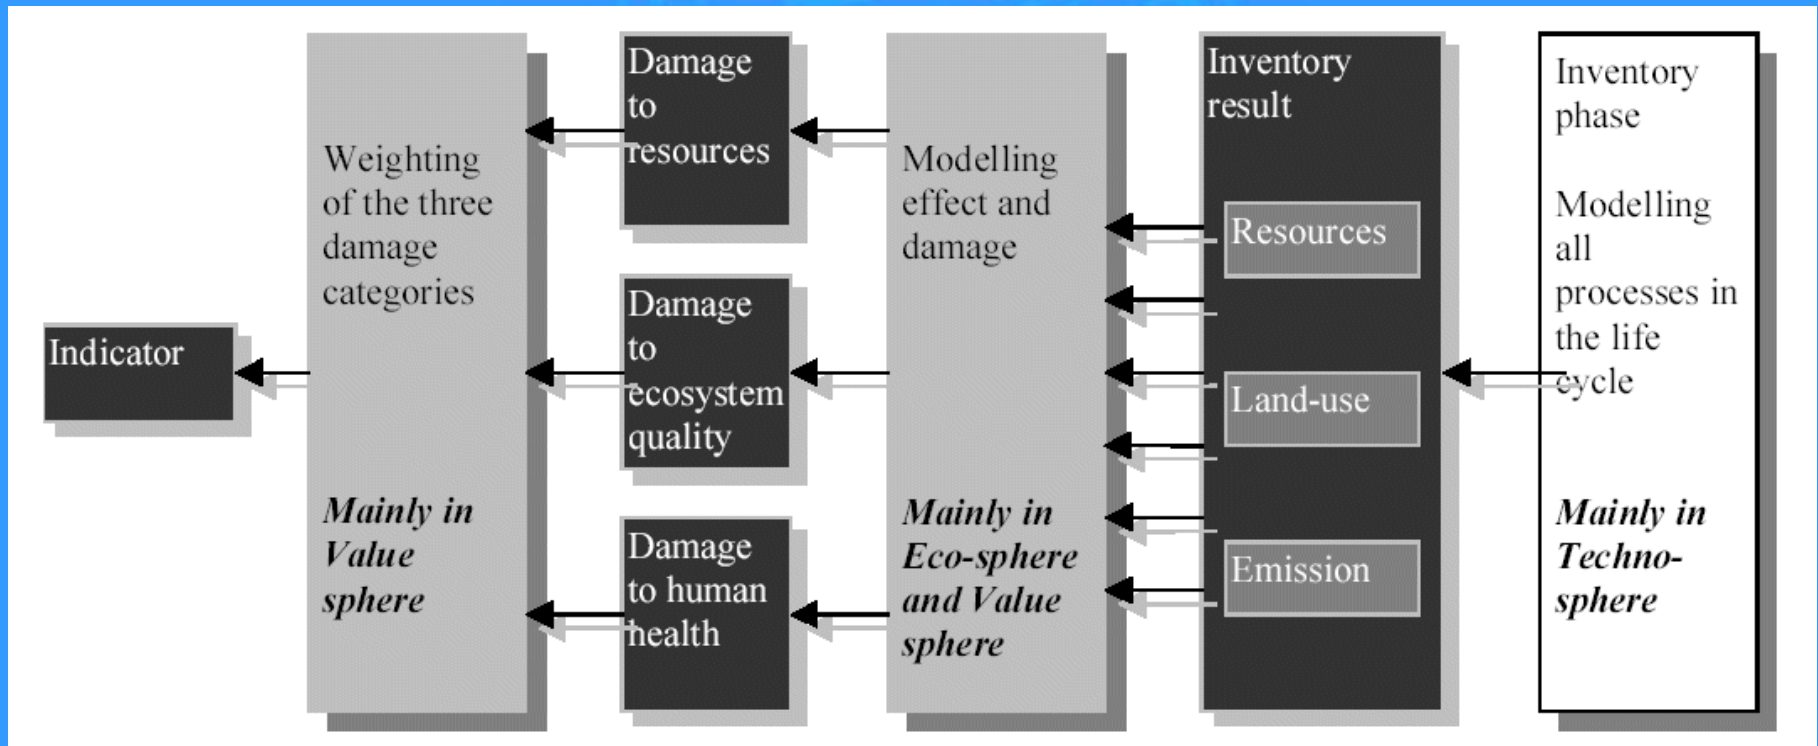 Indicator
Weighting
of the three
damage
categories
Mainly in
Value
sphere
Damage
to
resources
Damage
to
ecosystem
quality
Damage
to human
health
Modelling
effect and
damage
Mainly in
Eco-sphere
and Value
sphere
Inventory
result
Resources
Land-use
Emission
Inventory
phase
Modelling
all
processes in
the life
cycle
Mainly in
Techno-
sphere